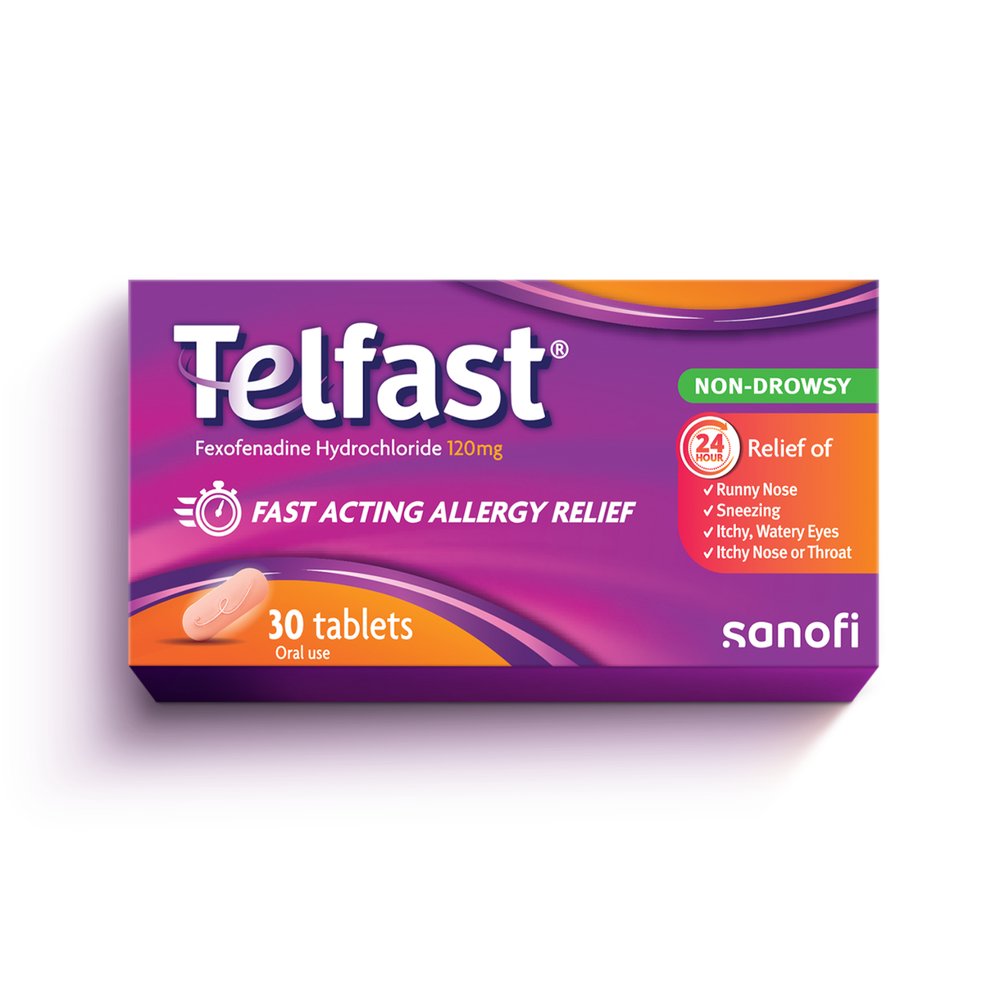 Telfast®
Fexofenadine Hydrochloride 120mg
FAST ACTING ALLERGY RELIEF
30 tablets
Oral use
NON-DROWSY
24
HOUR
Relief of
✓ Runny Nose
✓ Sneezing
✓ Itchy, Watery Eyes
✓ Itchy Nose or Throat
sanofi